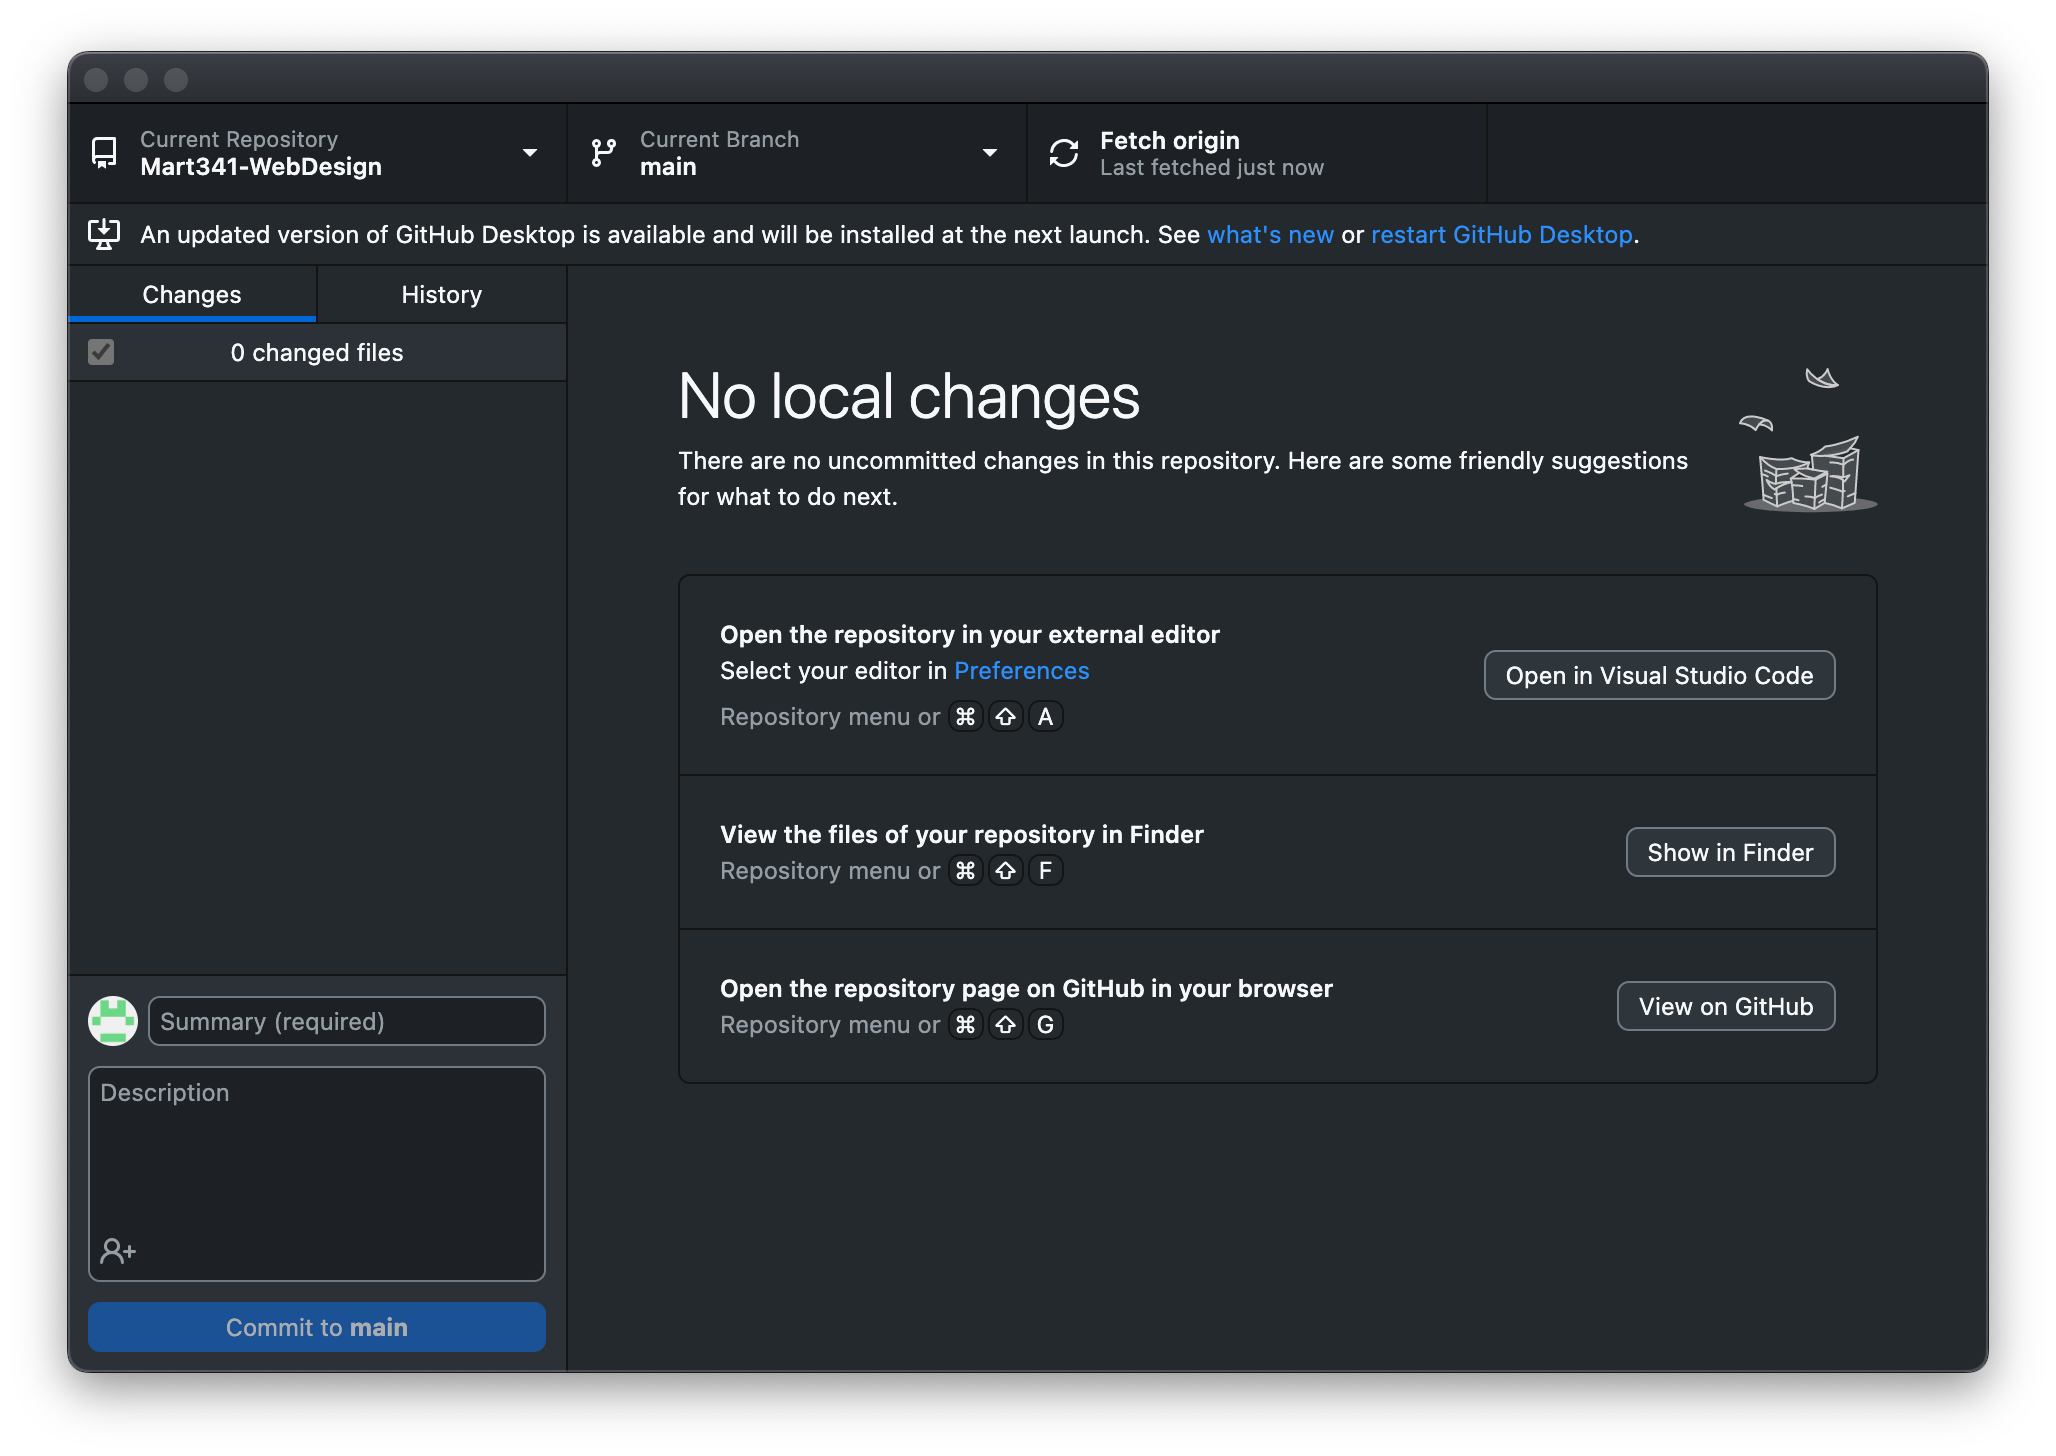 Current Repository
Mart341-WebDesign
Current Branch
main
Fetch origin
Last fetched just now
An updated version of GitHub Desktop is available and will be installed at the next launch. See what's new or restart GitHub Desktop.
Changes
History
0 changed files
No local changes
There are no uncommitted changes in this repository. Here are some friendly suggestions
for what to do next.
Open the repository in your external editor
Select your editor in Preferences
Repository menu or ⌘ ⇧ A
Open in Visual Studio Code
View the files of your repository in Finder
Repository menu or ⌘ ⇧ F
Show in Finder
Open the repository page on GitHub in your browser
Repository menu or ⌘ ⇧ G
View on GitHub
Summary (required)
Description
Commit to main